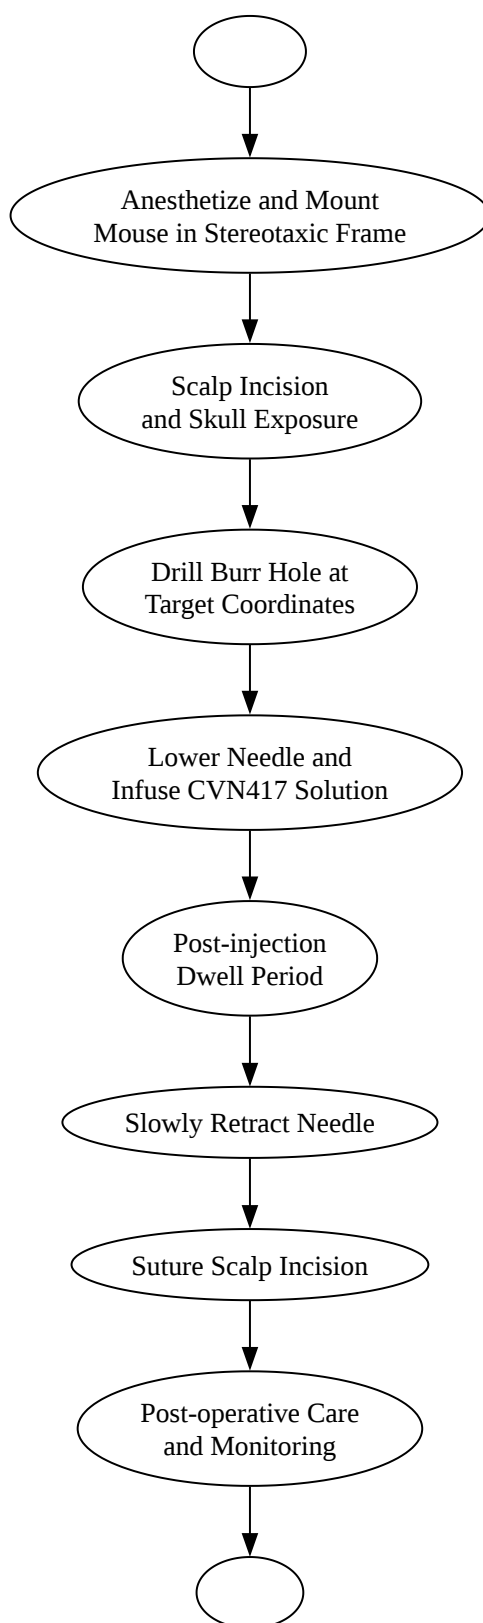 Anesthetize and Mount
Mouse in Stereotaxic Frame
Scalp Incision
and Skull Exposure
Drill Burr Hole at
Target Coordinates
Lower Needle and
Infuse CVN417 Solution
Post-injection
Dwell Period
Slowly Retract Needle
Suture Scalp Incision
Post-operative Care
and Monitoring